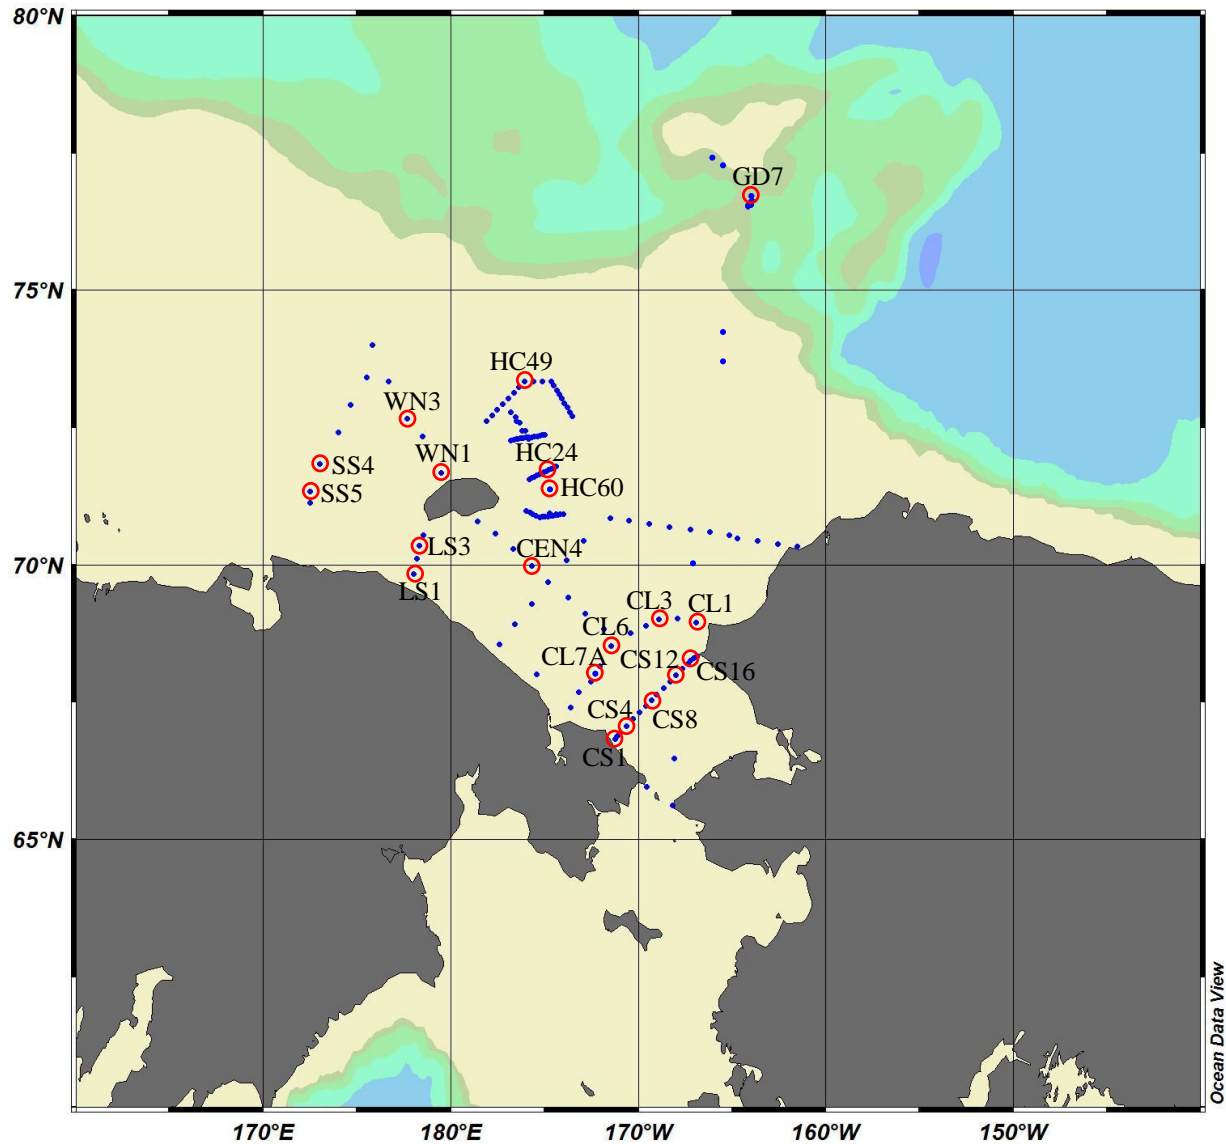 80°N
GD7
75°N
HC49
WN3
WN1
HC24
SS4
HC60
SS5
LS3
CEN4
70°N
LS1
CL3
CL1
CL6
CL7A
CS12
CS16
CS4
CS8
CS1
65°N
170°E
180°E
170°W
160°W
150°W
Ocean Data View